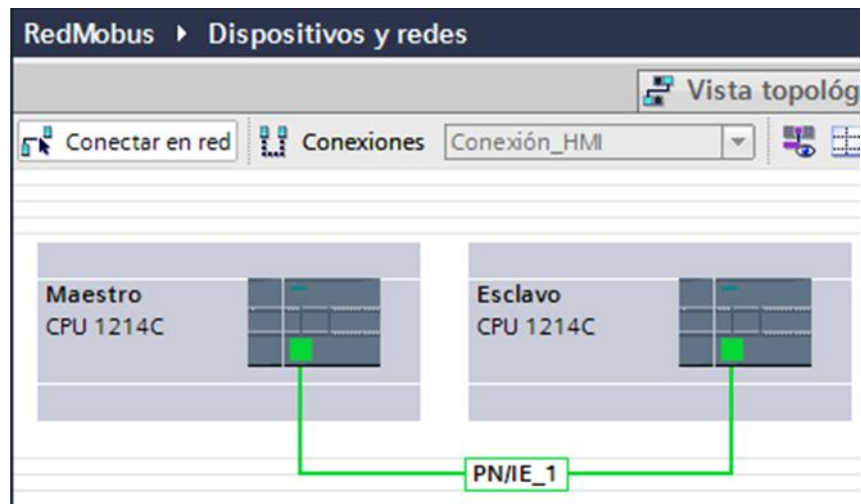 RedMobus ▸ Dispositivos y redes
Vista topológ
Conectar en red Conexiones Conexión_HMI
Maestro
CPU 1214C
Esclavo
CPU 1214C
PN/IE_1